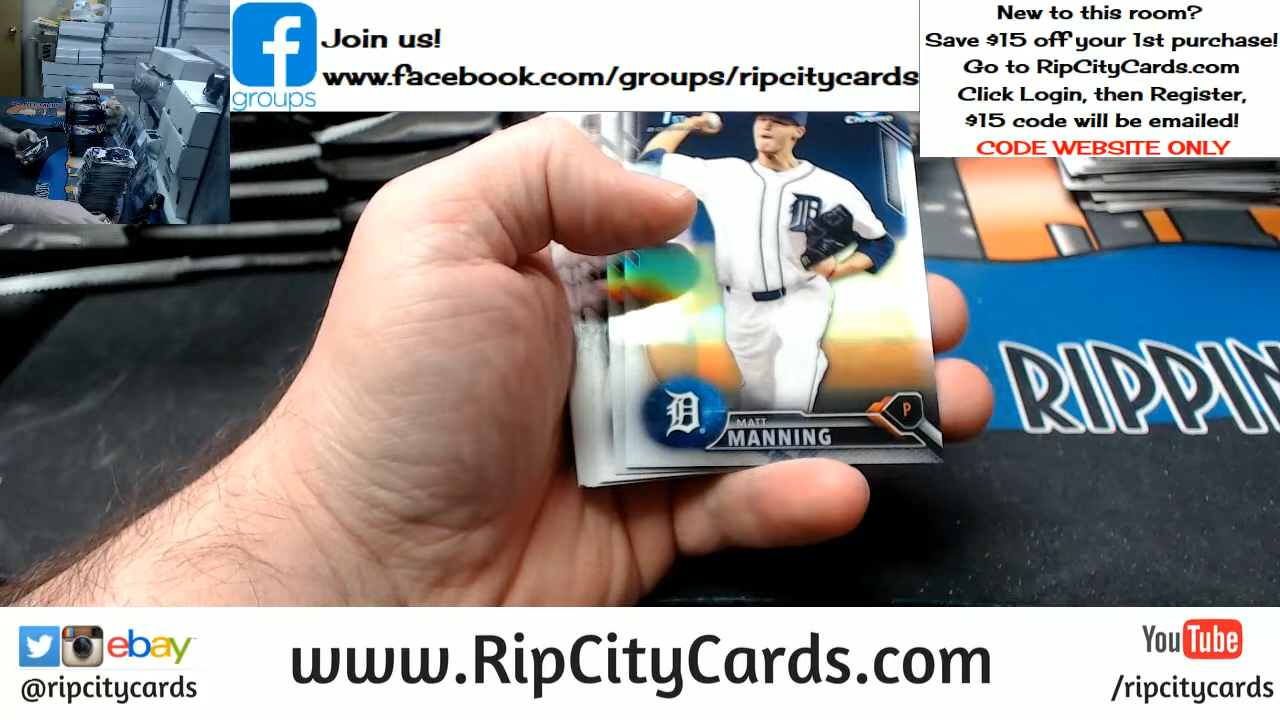 Join us!
www.facebook.com/groups/ripcitycards
groups
New to this room?
Save $15 off your 1st purchase!
Go to RipCityCards.com
Click Login, then Register,
$15 code will be emailed!
CODE WEBSITE ONLY
1ST
CHROME
D
D
P
MATT
MANNING
RIPPIN
ebay
@ripcitycards
www.RipCityCards.com
YouTube
/ripcitycards